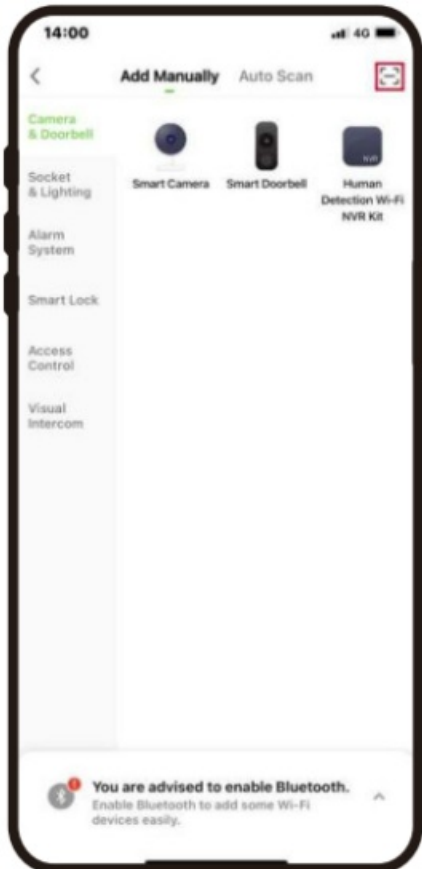 14:00
4G
Add Manually Auto Scan
Camera
& Doorbell
Socket
& Lighting
Alarm
System
Smart Lock
Access
Control
Visual
Intercom
Smart Camera
Smart Doorbell
NVR
Human
Detection Wi-Fi
NVR Kit
You are advised to enable Bluetooth.
Enable Bluetooth to add some Wi-Fi
devices easily.